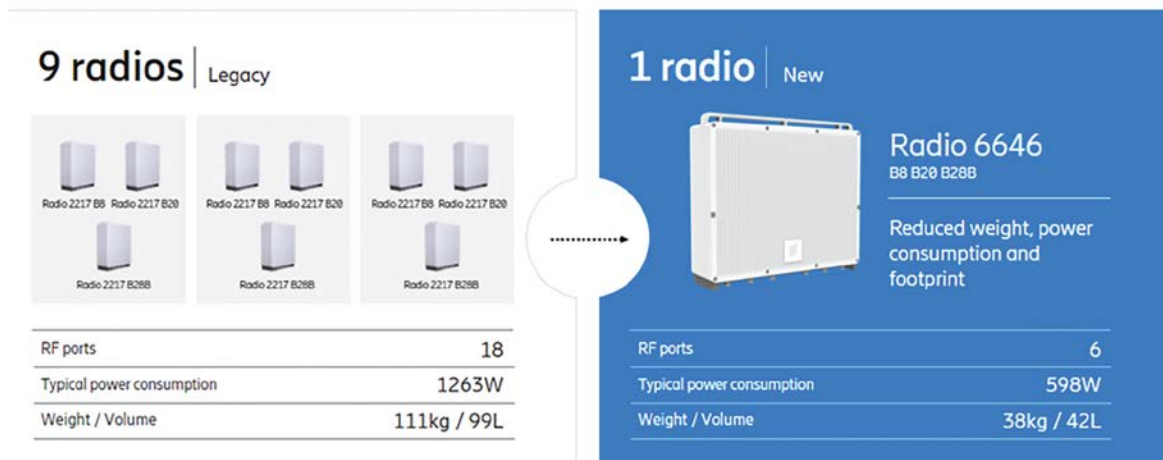 9 radios | Legacy
Radio 2217 B8 Radio 2217 B20
Radio 2217 B28B
Radio 2217 B8 Radio 2217 B20
Radio 2217 B28B
Radio 2217 B8 Radio 2217 B20
Radio 2217 B28B
RF ports 18
Typical power consumption 1263W
Weight / Volume 111kg / 99L
1 radio | New
Radio 6646
B8 B20 B28B
Reduced weight, power
consumption and
footprint
RF ports 6
Typical power consumption 598W
Weight / Volume 38kg / 42L